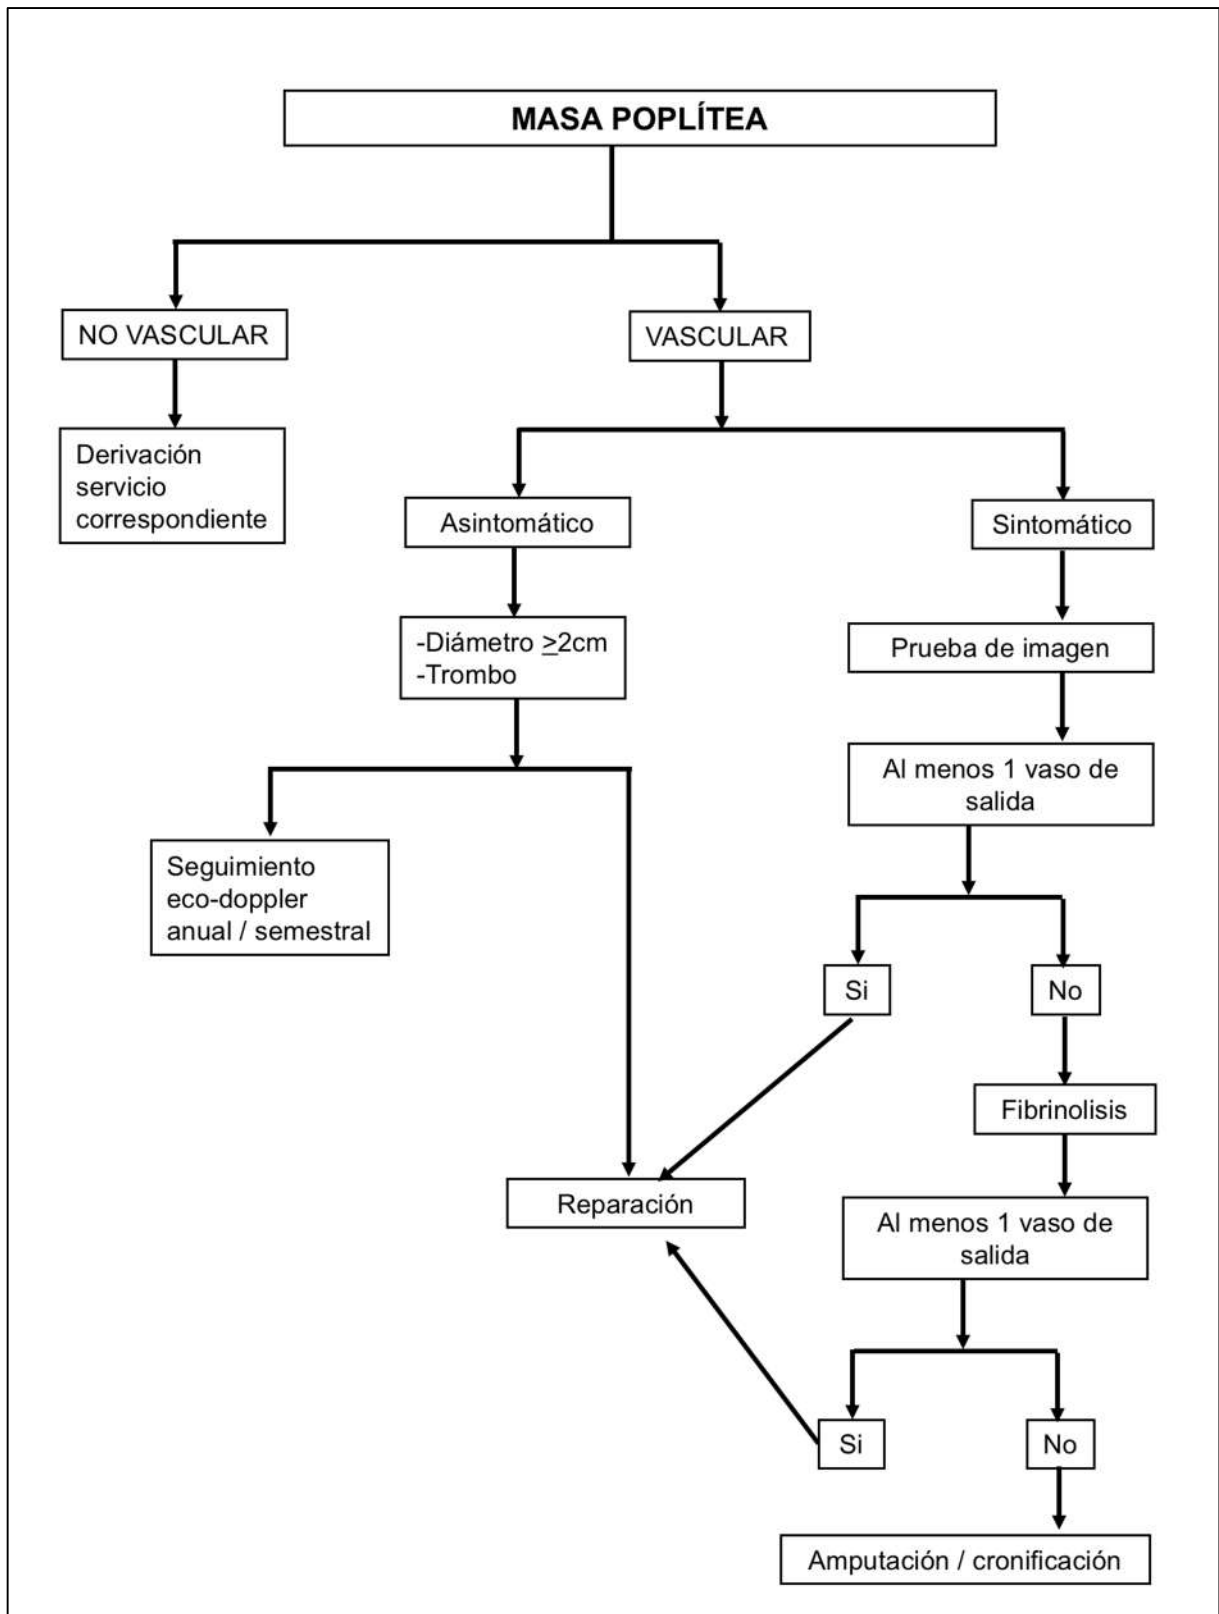 MASA POPLÍTEA
NO VASCULAR
VASCULAR
Derivación
servicio
correspondiente
Asintomático
Sintomático
-Diámetro ≥2cm
-Trombo
Prueba de imagen
Al menos 1 vaso de
salida
Seguimiento
eco-doppler
anual / semestral
Si
No
Fibrinolisis
Reparación
Al menos 1 vaso de
salida
Si
No
Amputación / cronificación